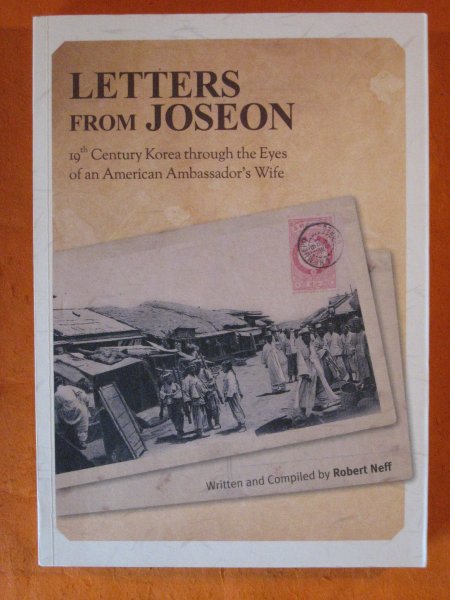 LETTERS
FROM JOSEON
19th Century Korea through the Eyes
of an American Ambassador's Wife
Written and Compiled by Robert Neff